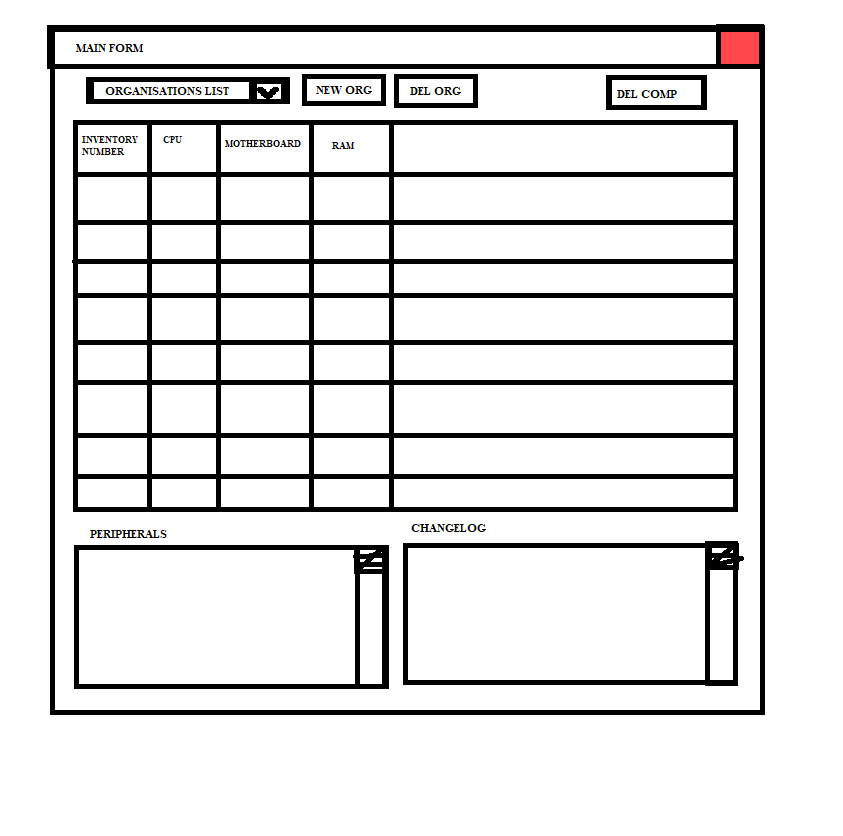 MAIN FORM
ORGANISATIONS LIST
NEW ORG
DEL ORG
DEL COMP
INVENTORY
NUMBER
CPU
MOTHERBOARD
RAM
PERIPHERALS
CHANGELOG